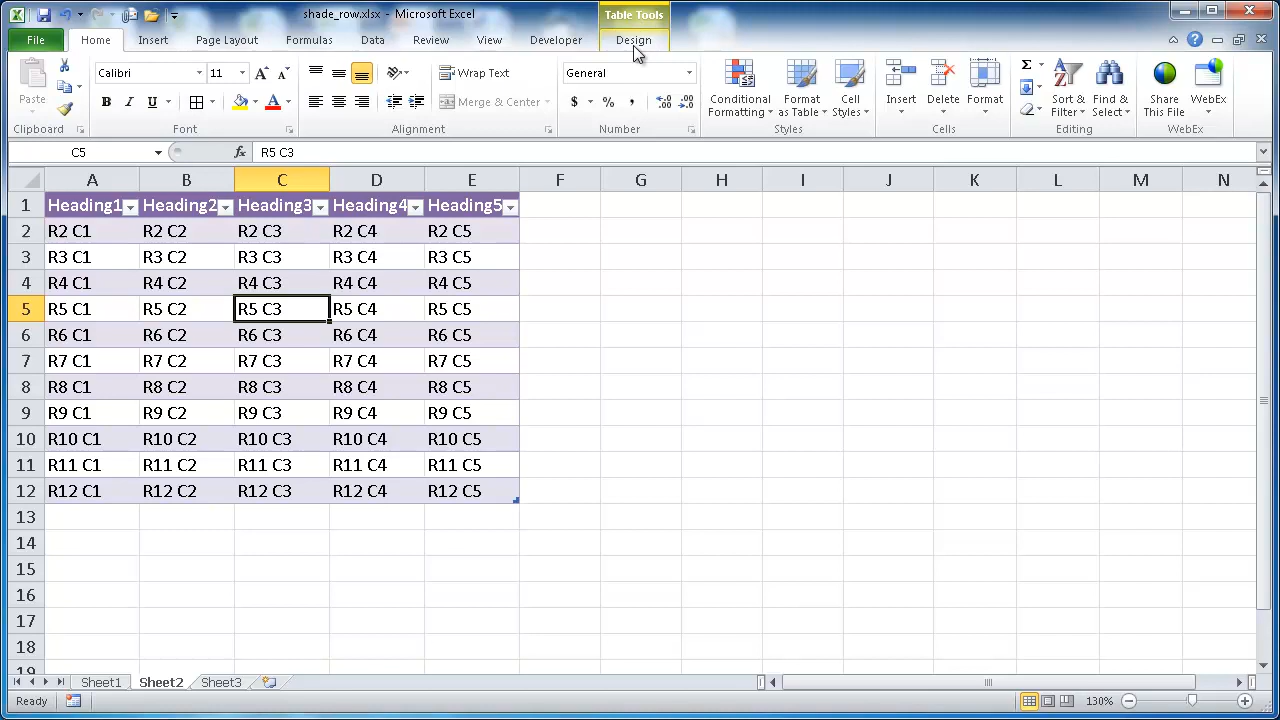 shade_row.xlsx - Microsoft Excel
Table Tools
File Home Insert Page Layout Formulas Data Review View Developer Design
Paste
Clipboard
Calibri 11
B I U A
Font
Wrap Text
Merge & Center
Alignment
General
$ % ,
Number
Conditional Formatting
Format as Table
Cell Styles
Styles
Insert Delete Format
Cells
Sort & Filter
Find & Select
Editing
Share This File
WebEx
WebEx
C5 fx R5 C3
A B C D E F G H I J K L M N
1 Heading1 Heading2 Heading3 Heading4 Heading5
2 R2 C1 R2 C2 R2 C3 R2 C4 R2 C5
3 R3 C1 R3 C2 R3 C3 R3 C4 R3 C5
4 R4 C1 R4 C2 R4 C3 R4 C4 R4 C5
5 R5 C1 R5 C2 R5 C3 R5 C4 R5 C5
6 R6 C1 R6 C2 R6 C3 R6 C4 R6 C5
7 R7 C1 R7 C2 R7 C3 R7 C4 R7 C5
8 R8 C1 R8 C2 R8 C3 R8 C4 R8 C5
9 R9 C1 R9 C2 R9 C3 R9 C4 R9 C5
10 R10 C1 R10 C2 R10 C3 R10 C4 R10 C5
11 R11 C1 R11 C2 R11 C3 R11 C4 R11 C5
12 R12 C1 R12 C2 R12 C3 R12 C4 R12 C5
13
14
15
16
17
18
19
Sheet1 Sheet2 Sheet3
Ready 130%